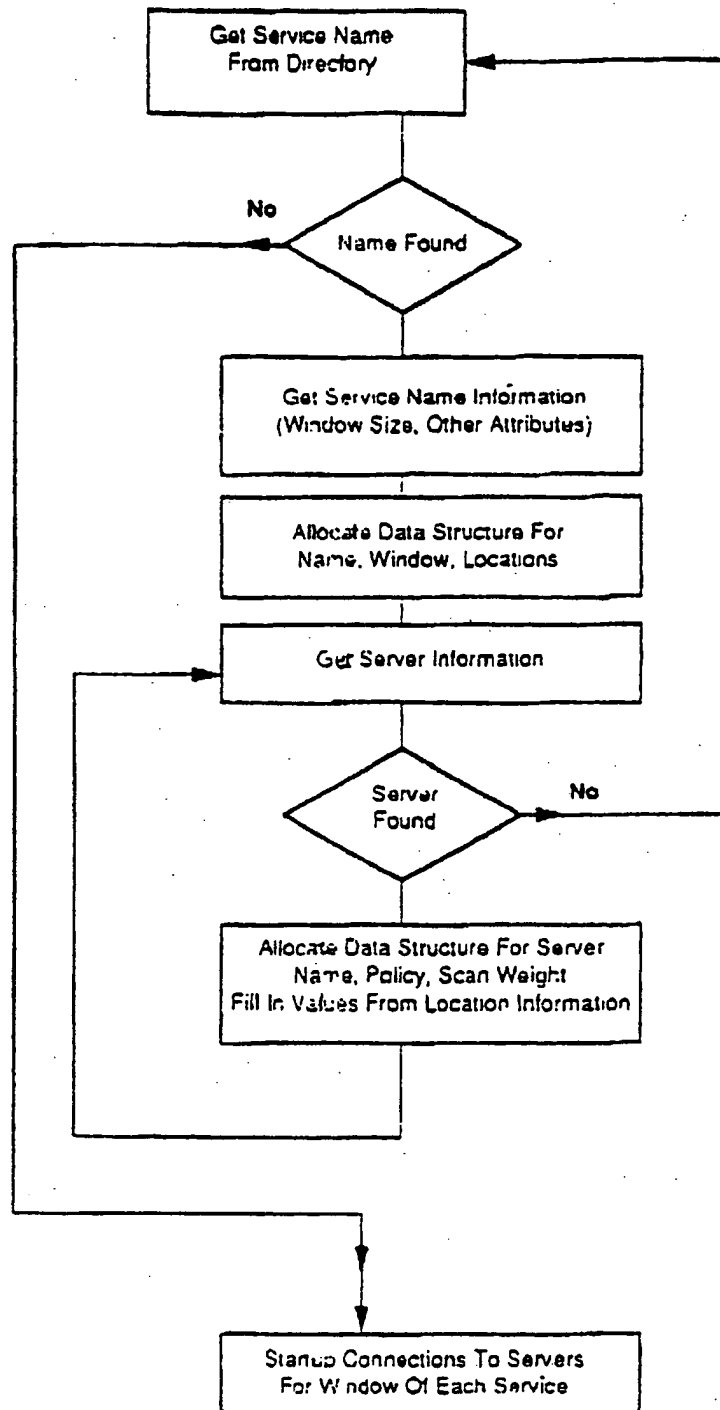 Get Service Name
From Directory
No
Name Found
Get Service Name Information
(Window Size, Other Attributes)
Allocate Data Structure For
Name, Window, Locations
Get Server Information
Server
Found
No
Allocate Data Structure For Server
Name, Policy, Scan Weight
Fill In Values From Location Information
Startup Connections To Servers
For Window Of Each Service